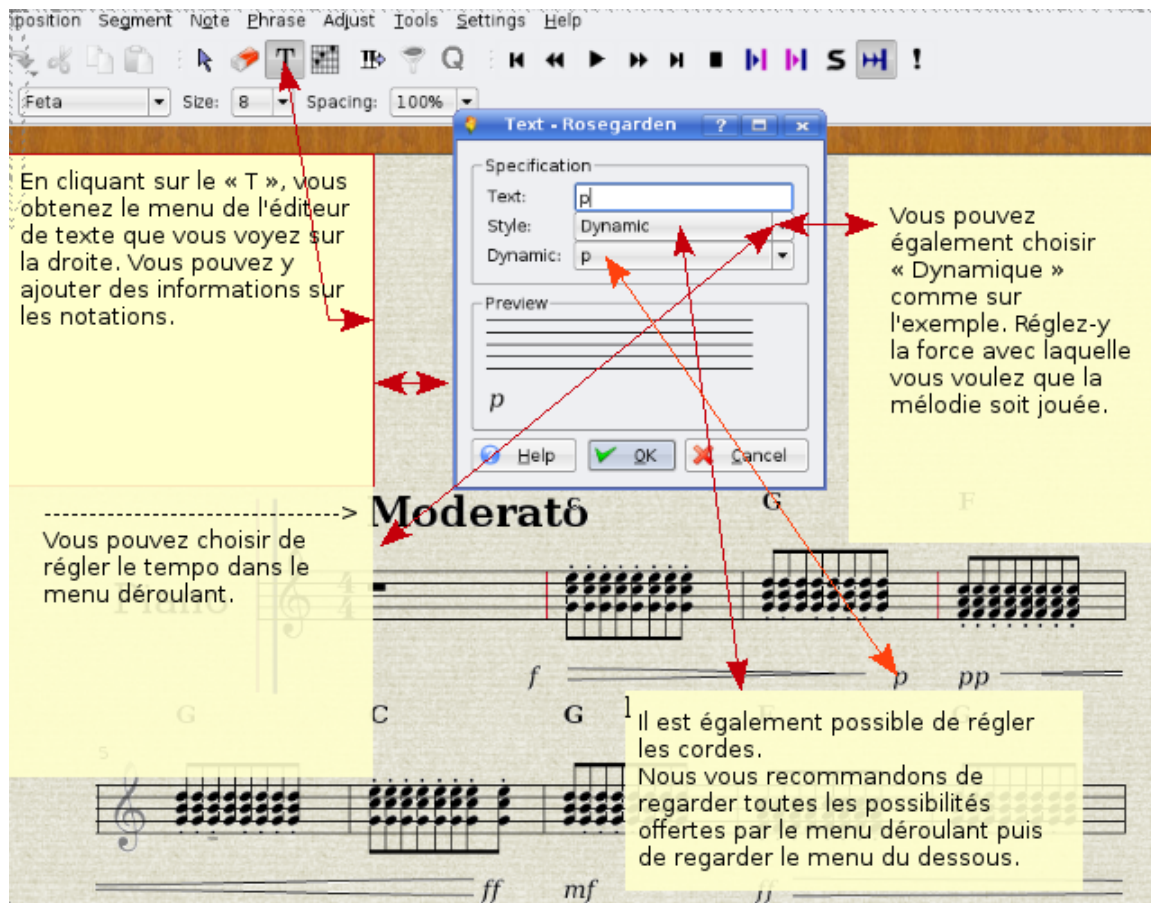 position Segment Note Phrase Adjust Tools Settings Help
T Q S !
Feta Size: 8 Spacing: 100%
Text - Rosegarden ?
Specification
Text: p
Style: Dynamic
Dynamic: p
Preview
p
Help OK Cancel
En cliquant sur le « T », vous
obtenez le menu de l'éditeur
de texte que vous voyez sur
la droite. Vous pouvez y
ajouter des informations sur
les notations.
Vous pouvez
également choisir
« Dynamique »
comme sur
l'exemple. Réglez-y
la force avec laquelle
vous voulez que la
mélodie soit jouée.
-------------------------------->
Vous pouvez choisir de
régler le tempo dans le
menu déroulant.
Moderato G F
Piano 4 4
f p pp
G C G
5
Il est également possible de régler
les cordes.
Nous vous recommandons de
regarder toutes les possibilités
offertes par le menu déroulant puis
de regarder le menu du dessous.
ff mf ff